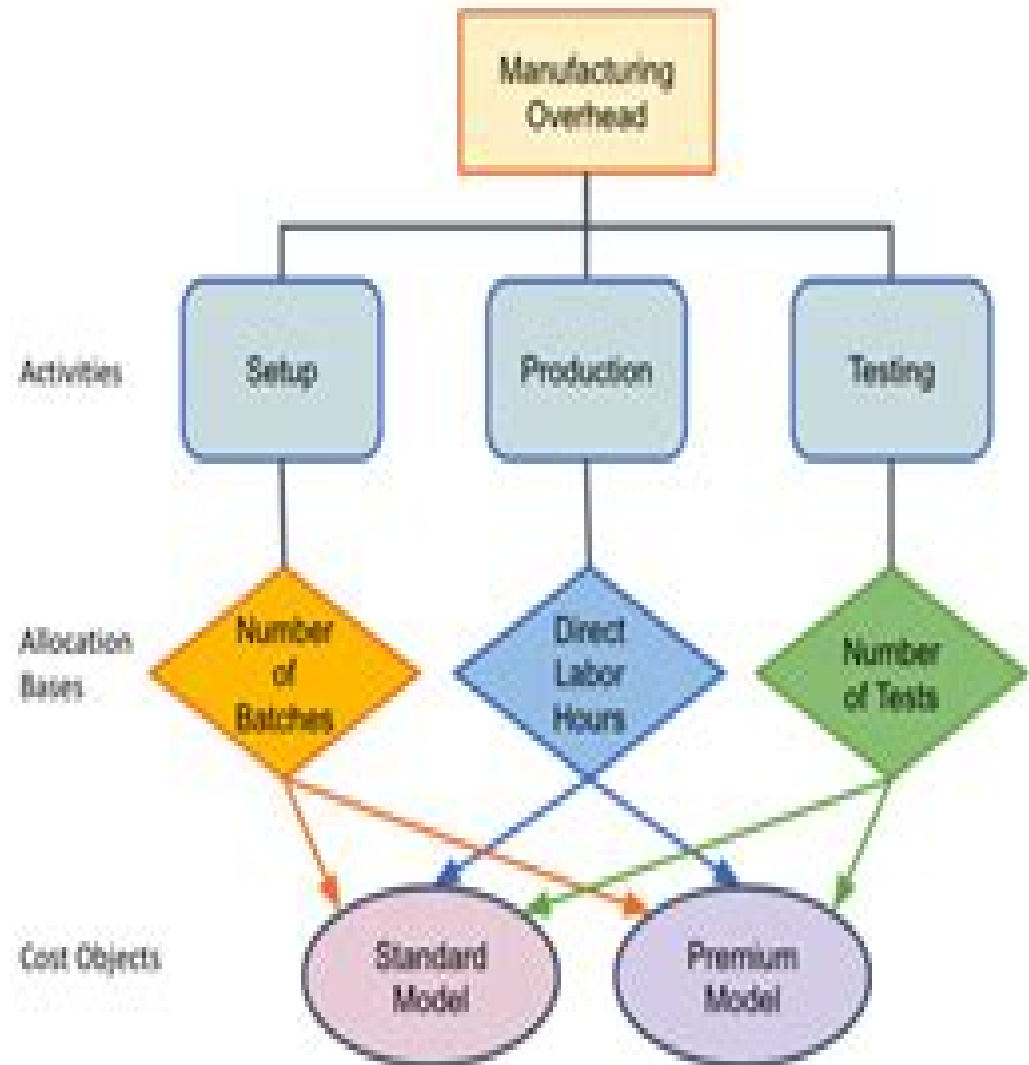 Manufacturing
Overhead
Activities
Setup
Production
Testing
Allocation
Bases
Number
of
Batches
Direct
Labor
Hours
Number
of Tests
Cost Objects
Standard
Model
Premium
Model